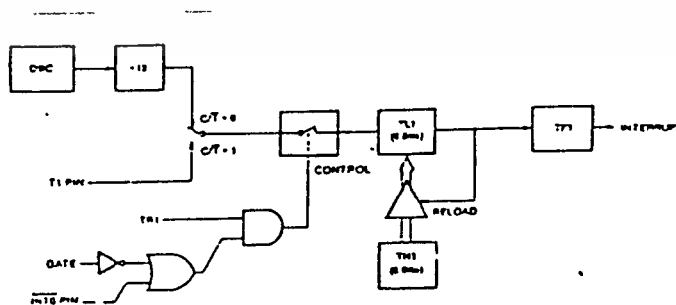 OSC
÷12
C/T̅ = 0
C/T̅ = 1
T1 PIN
TL1
(8 Bits)
TF1
INTERRUPT
CONTROL
TR1
RELOAD
GATE
TH1
(8 Bits)
PIN